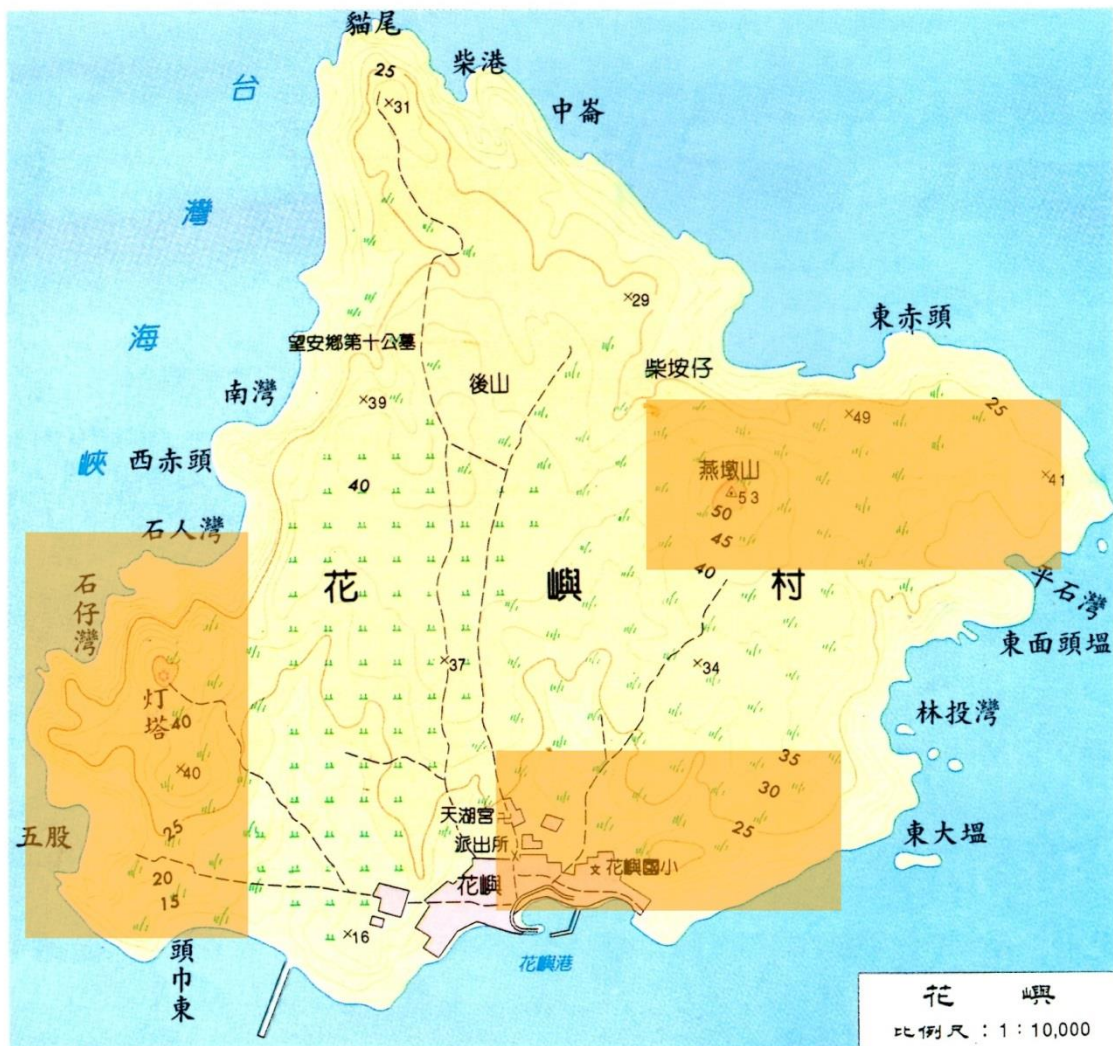 貓尾
柴港
25
×31
中崙
台灣海峽
×29
東赤頭
望安鄉第十公墓
柴垵仔
後山
南灣
×39
25
×49
西赤頭
燕墩山
×41
53
40
50
石人灣
45
40
花嶼村
平石灣
石仔灣
東面頭塭
×37
×34
灯塔
40
林投灣
×40
35
30
天湖宮
25
五股
派出所
東大塭
25
文 花嶼國小
花嶼
20
15
×16
頭巾東
花嶼港
花嶼
比例尺：1：10,000